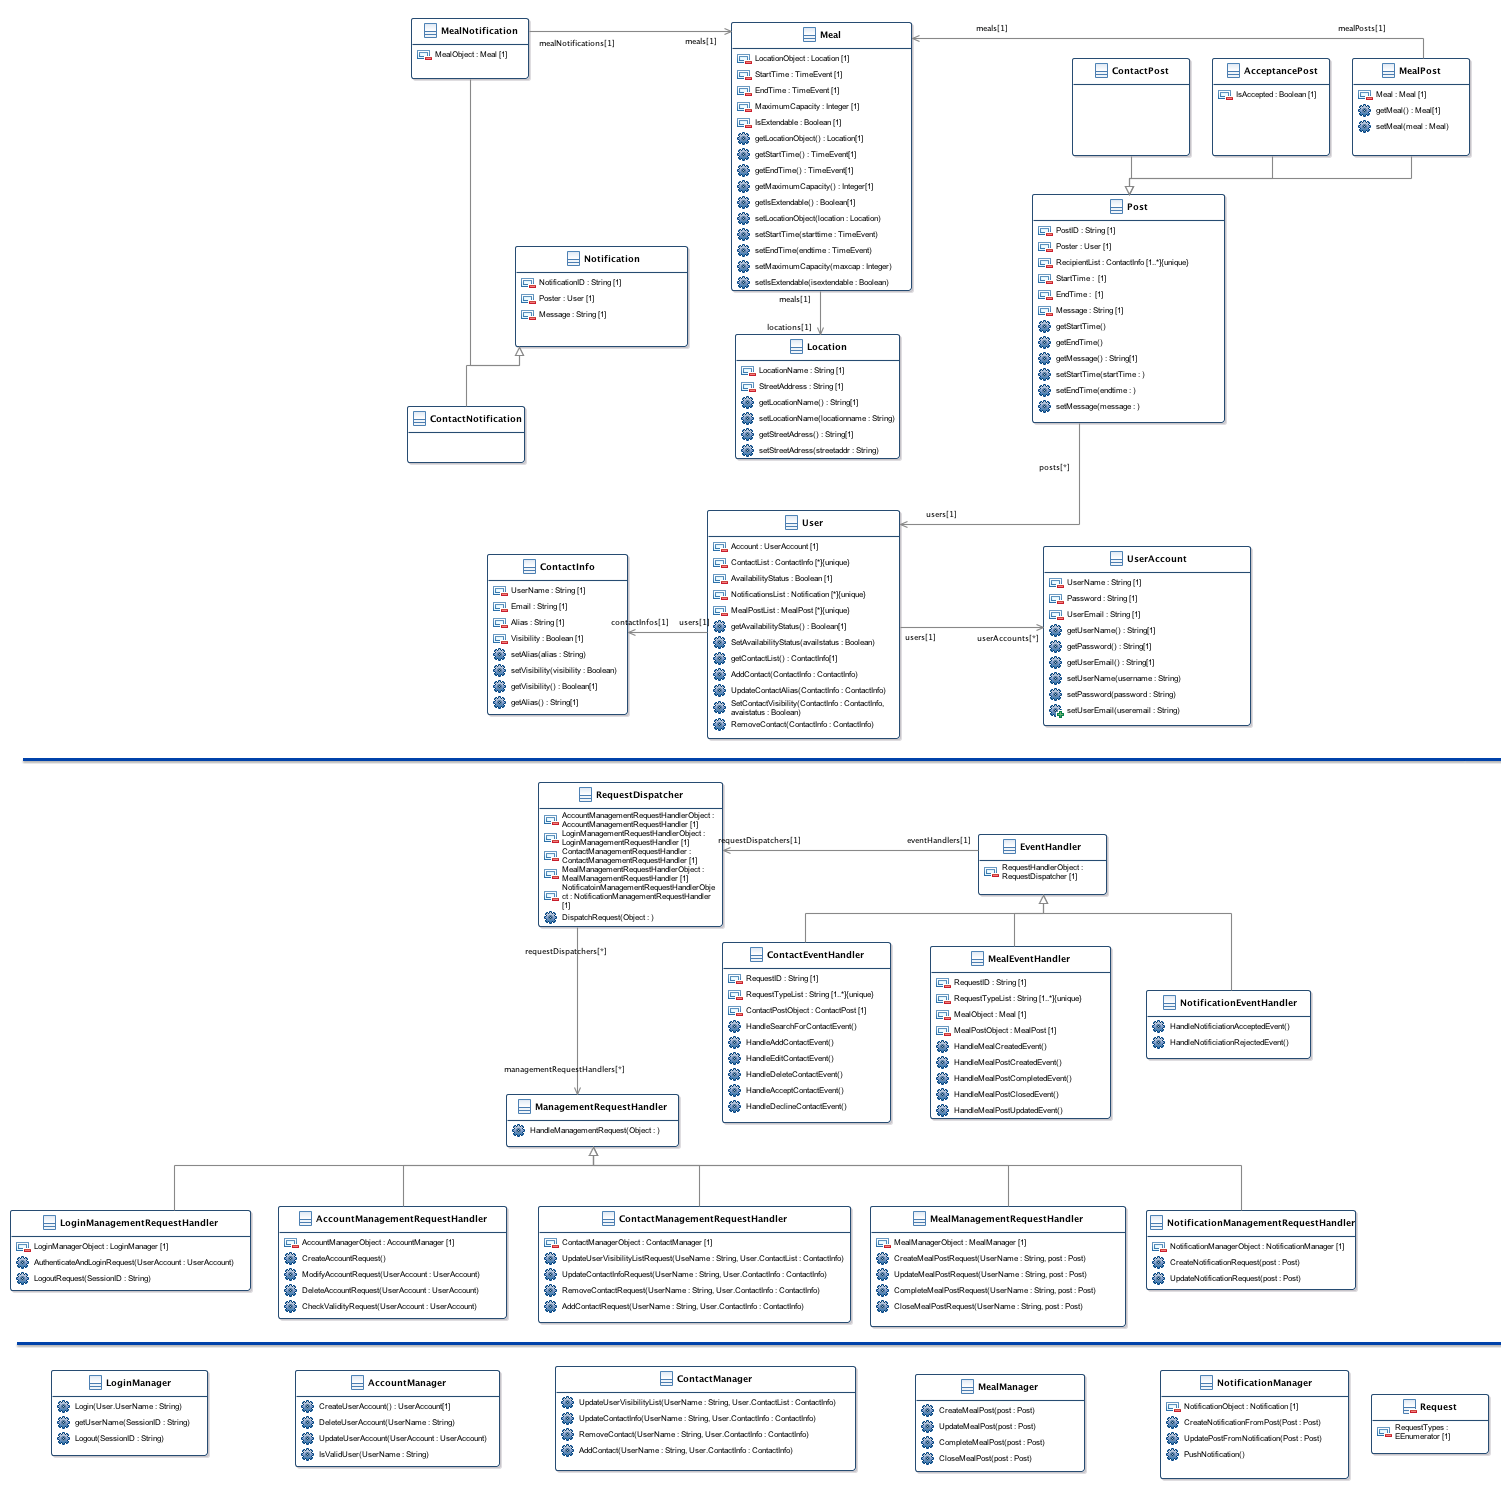 MealNotification
MealObject : Meal [1]
mealNotifications[1]
meals[1]
Meal
LocationObject : Location [1]
StartTime : TimeEvent [1]
EndTime : TimeEvent [1]
MaximumCapacity : Integer [1]
IsExtendable : Boolean [1]
getLocationObject() : Location[1]
getStartTime() : TimeEvent[1]
getEndTime() : TimeEvent[1]
getMaximumCapacity() : Integer[1]
getIsExtendable() : Boolean[1]
setLocationObject(location : Location)
setStartTime(starttime : TimeEvent)
setEndTime(endtime : TimeEvent)
setMaximumCapacity(maxcap : Integer)
setIsExtendable(isextendable : Boolean)
meals[1]
mealPosts[1]
ContactPost
AcceptancePost
IsAccepted : Boolean [1]
MealPost
Meal : Meal [1]
getMeal() : Meal[1]
setMeal(meal : Meal)
Post
PostID : String [1]
Poster : User [1]
RecipientList : ContactInfo [1..*]{unique}
StartTime :  [1]
EndTime :  [1]
Message : String [1]
getStartTime()
getEndTime()
getMessage() : String[1]
setStartTime(startTime : )
setEndTime(endtime : )
setMessage(message : )
Notification
NotificationID : String [1]
Poster : User [1]
Message : String [1]
meals[1]
locations[1]
Location
LocationName : String [1]
StreetAddress : String [1]
getLocationName() : String[1]
setLocationName(locationname : String)
getStreetAdress() : String[1]
setStreetAdress(streetaddr : String)
ContactNotification
posts[*]
users[1]
User
Account : UserAccount [1]
ContactList : ContactInfo [*]{unique}
AvailabilityStatus : Boolean [1]
NotificationsList : Notification [*]{unique}
MealPostList : MealPost [*]{unique}
getAvailabilityStatus() : Boolean[1]
SetAvailabilityStatus(availstatus : Boolean)
getContactList() : ContactInfo[1]
AddContact(ContactInfo : ContactInfo)
UpdateContactAlias(ContactInfo : ContactInfo)
SetContactVisibility(ContactInfo : ContactInfo,
avaistatus : Boolean)
RemoveContact(ContactInfo : ContactInfo)
ContactInfo
UserName : String [1]
Email : String [1]
Alias : String [1]
Visibility : Boolean [1]
setAlias(alias : String)
setVisibility(visibility : Boolean)
getVisibility() : Boolean[1]
getAlias() : String[1]
contactInfos[1]
users[1]
users[1]
userAccounts[*]
UserAccount
UserName : String [1]
Password : String [1]
UserEmail : String [1]
getUserName() : String[1]
getPassword() : String[1]
getUserEmail() : String[1]
setUserName(username : String)
setPassword(password : String)
setUserEmail(useremail : String)
RequestDispatcher
AccountManagementRequestHandlerObject :
AccountManagementRequestHandler [1]
LoginManagementRequestHandlerObject :
LoginManagementRequestHandler [1]
ContactManagementRequestHandler :
ContactManagementRequestHandler [1]
MealManagementRequestHandlerObject :
MealManagementRequestHandler [1]
NotificatoinManagementRequestHandlerObje
ct : NotificationManagementRequestHandler
[1]
DispatchRequest(Object : )
requestDispatchers[1]
eventHandlers[1]
EventHandler
RequestHandlerObject :
RequestDispatcher [1]
requestDispatchers[*]
managementRequestHandlers[*]
ContactEventHandler
RequestID : String [1]
RequestTypeList : String [1..*]{unique}
ContactPostObject : ContactPost [1]
HandleSearchForContactEvent()
HandleAddContactEvent()
HandleEditContactEvent()
HandleDeleteContactEvent()
HandleAcceptContactEvent()
HandleDeclineContactEvent()
MealEventHandler
RequestID : String [1]
RequestTypeList : String [1..*]{unique}
MealObject : Meal [1]
MealPostObject : MealPost [1]
HandleMealCreatedEvent()
HandleMealPostCreatedEvent()
HandleMealPostCompletedEvent()
HandleMealPostClosedEvent()
HandleMealPostUpdatedEvent()
NotificationEventHandler
HandleNotificiationAcceptedEvent()
HandleNotificiationRejectedEvent()
ManagementRequestHandler
HandleManagementRequest(Object : )
LoginManagementRequestHandler
LoginManagerObject : LoginManager [1]
AuthenticateAndLoginRequest(UserAccount : UserAccount)
LogoutRequest(SessionID : String)
AccountManagementRequestHandler
AccountManagerObject : AccountManager [1]
CreateAccountRequest()
ModifyAccountRequest(UserAccount : UserAccount)
DeleteAccountRequest(UserAccount : UserAccount)
CheckValidityRequest(UserAccount : UserAccount)
ContactManagementRequestHandler
ContactManagerObject : ContactManager [1]
UpdateUserVisibilityListRequest(UseName : String, User.ContactList : ContactInfo)
UpdateContactInfoRequest(UserName : String, User.ContactInfo : ContactInfo)
RemoveContactRequest(UserName : String, User.ContactInfo : ContactInfo)
AddContactRequest(UserName : String, User.ContactInfo : ContactInfo)
MealManagementRequestHandler
MealManagerObject : MealManager [1]
CreateMealPostRequest(UserName : String, post : Post)
UpdateMealPostRequest(UserName : String, post : Post)
CompleteMealPostRequest(UserName : String, post : Post)
CloseMealPostRequest(UserName : String, post : Post)
NotificationManagementRequestHandler
NotificationManagerObject : NotificationManager [1]
CreateNotificationRequest(post : Post)
UpdateNotificationRequest(post : Post)
LoginManager
Login(User.UserName : String)
getUserName(SessionID : String)
Logout(SessionID : String)
AccountManager
CreateUserAccount() : UserAccount[1]
DeleteUserAccount(UserName : String)
UpdateUserAccount(UserAccount : UserAccount)
IsValidUser(UserName : String)
ContactManager
UpdateUserVisibilityList(UserName : String, User.ContactList : ContactInfo)
UpdateContactInfo(UserName : String, User.ContactInfo : ContactInfo)
RemoveContact(UserName : String, User.ContactInfo : ContactInfo)
AddContact(UserName : String, User.ContactInfo : ContactInfo)
MealManager
CreateMealPost(post : Post)
UpdateMealPost(post : Post)
CompleteMealPost(post : Post)
CloseMealPost(post : Post)
NotificationManager
NotificationObject : Notification [1]
CreateNotificationFromPost(Post : Post)
UpdatePostFromNotification(Post : Post)
PushNotification()
Request
RequestTypes :
EEnumerator [1]